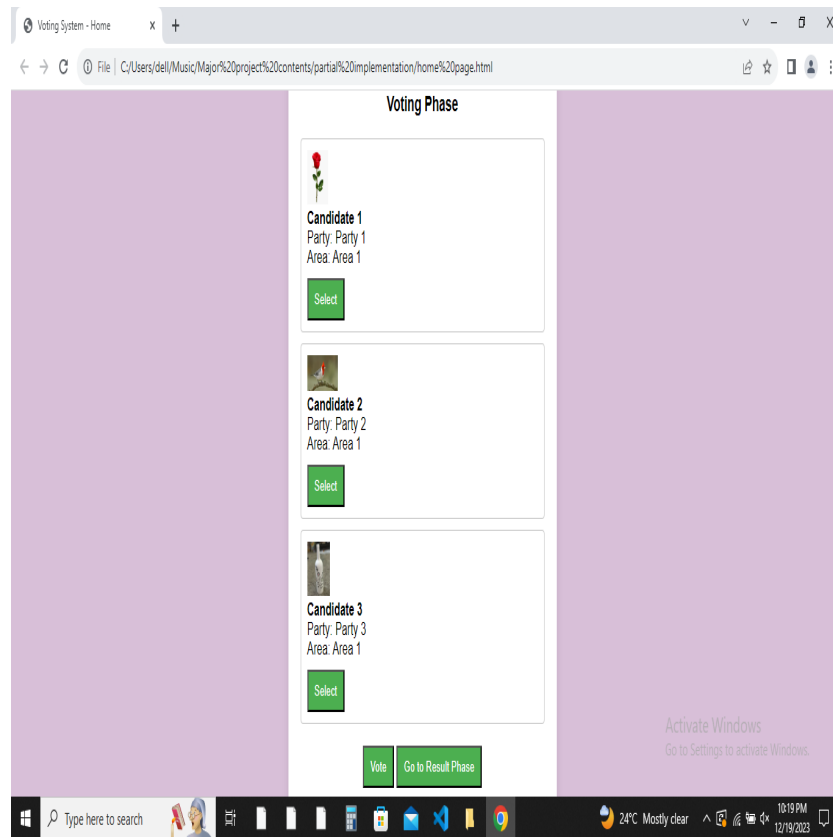 Voting System - Home
File | C:/Users/dell/Music/Major%20project%20contents/partial%20implementation/home%20page.html
Voting Phase
Candidate 1
Party: Party 1
Area: Area 1
Select
Candidate 2
Party: Party 2
Area: Area 1
Select
Candidate 3
Party: Party 3
Area: Area 1
Select
Vote
Go to Result Phase
Activate Windows
Go to Settings to activate Windows.
Type here to search
24°C Mostly clear
10:19 PM
12/19/2023